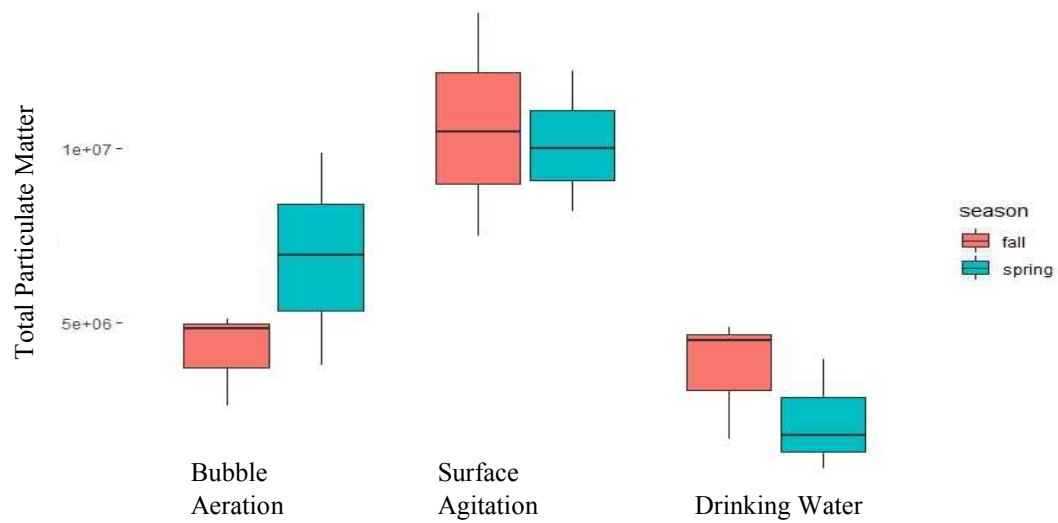 Total Particulate Matter
1e+07
5e+06
season
fall
spring
Bubble
Aeration
Surface
Agitation
Drinking Water